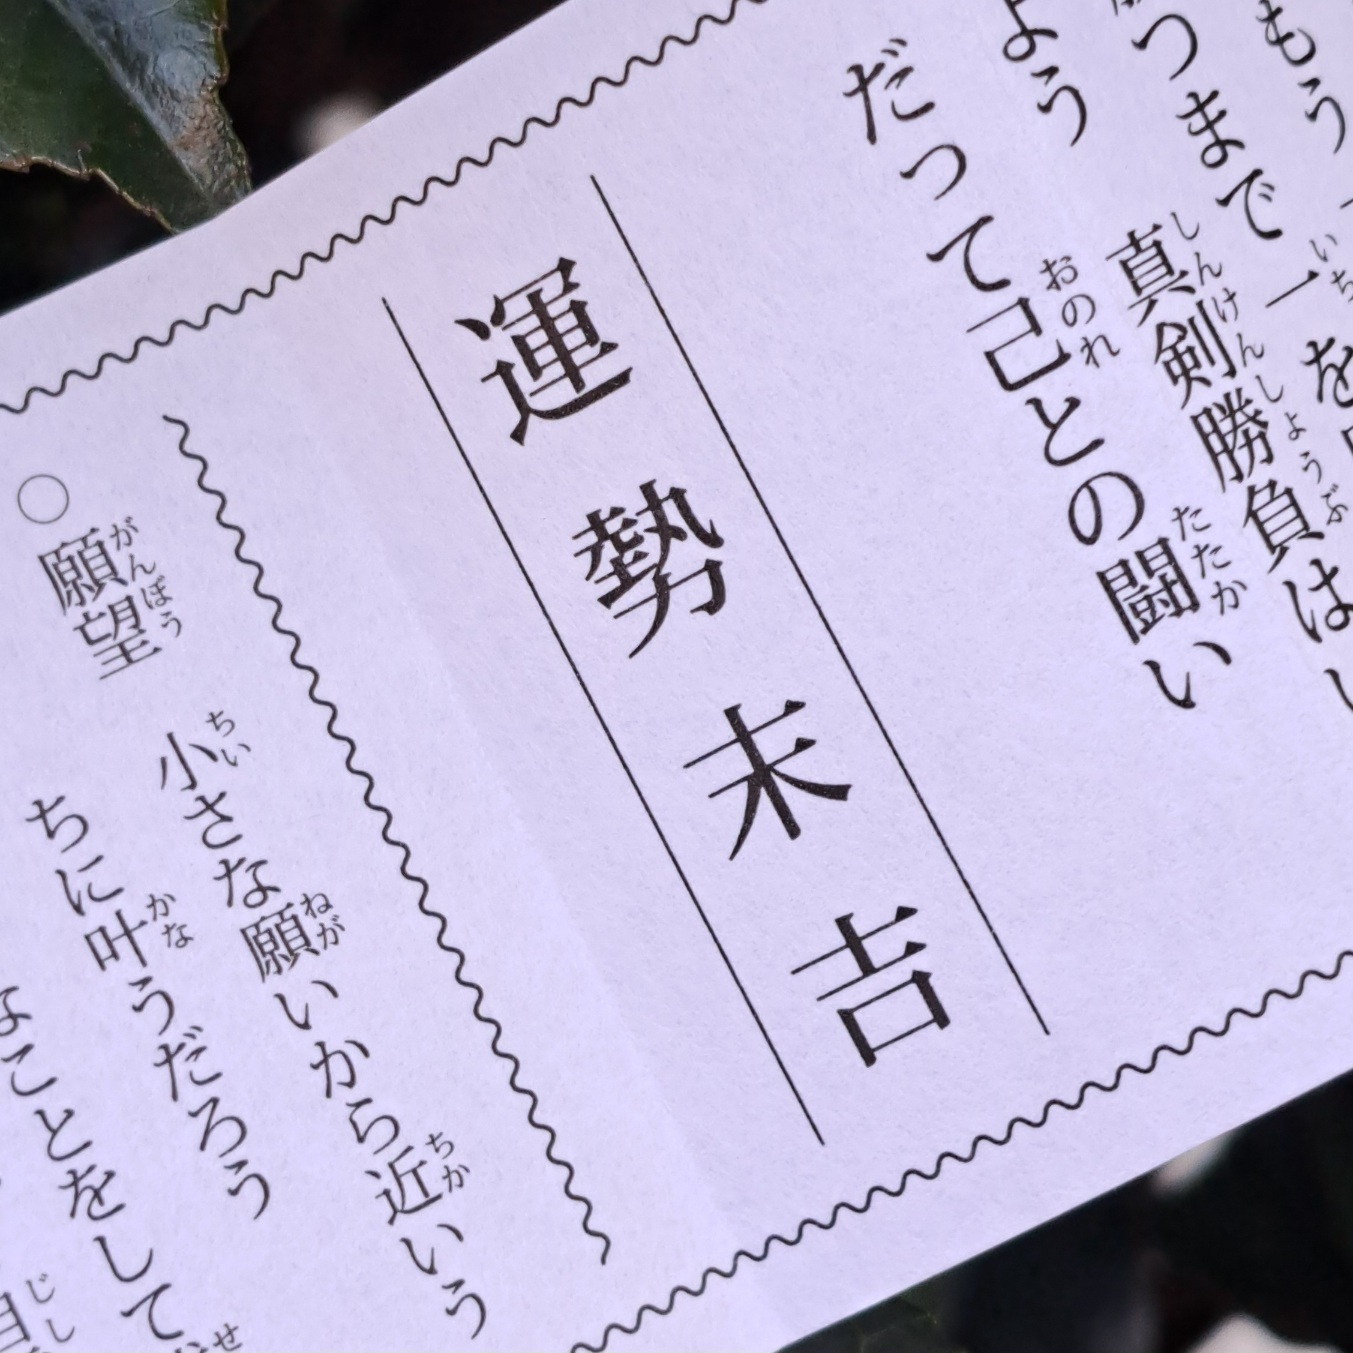 もう一
つまで一を
真剣勝負は
よう
だって己との闘い
運勢末吉
○願望 小さな願いから近いう
ちに叶うだろう
なことをして